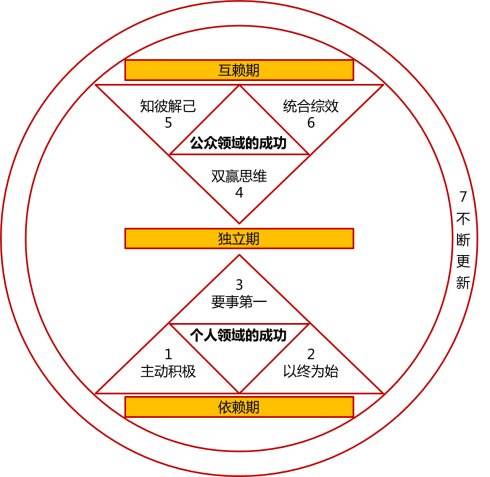 互赖期
知彼解己
5
统合综效
6
公众领域的成功
双赢思维
4
独立期
7
不
断
更
新
3
要事第一
个人领域的成功
1
主动积极
2
以终为始
依赖期